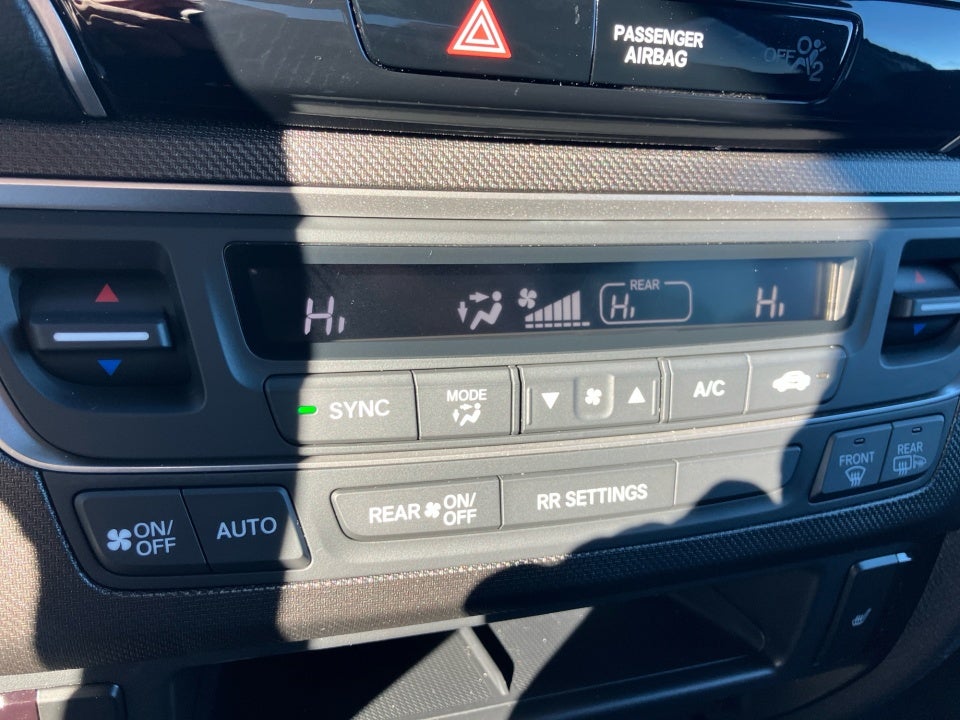 PASSENGER
AIRBAG
OFF
2
REAR
Hi
Hi
Hi
SYNC
MODE
A/C
ON/
OFF
AUTO
REAR ON/
OFF
RR SETTINGS
FRONT
REAR